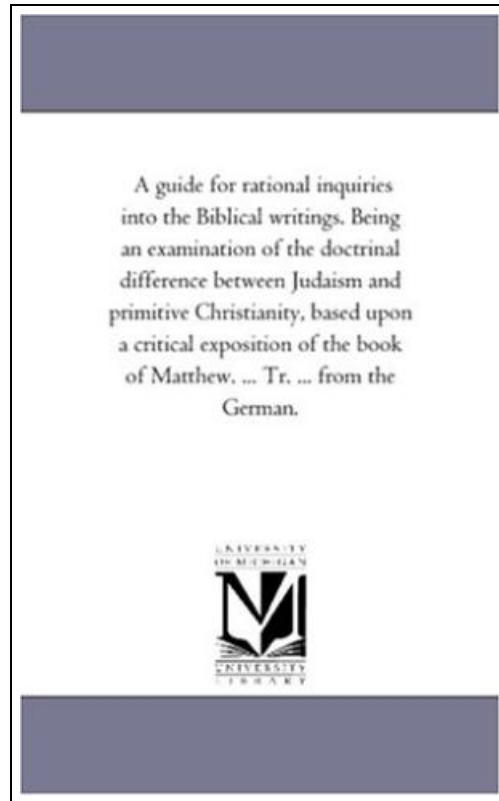 A guide for rational inquiries
into the Biblical writings. Being
an examination of the doctrinal
difference between Judaism and
primitive Christianity, based upon
a critical exposition of the book
of Matthew. ... Tr. ... from the
German.
UNIVERSITY
OF MICHIGAN
UNIVERSITY
LIBRARY